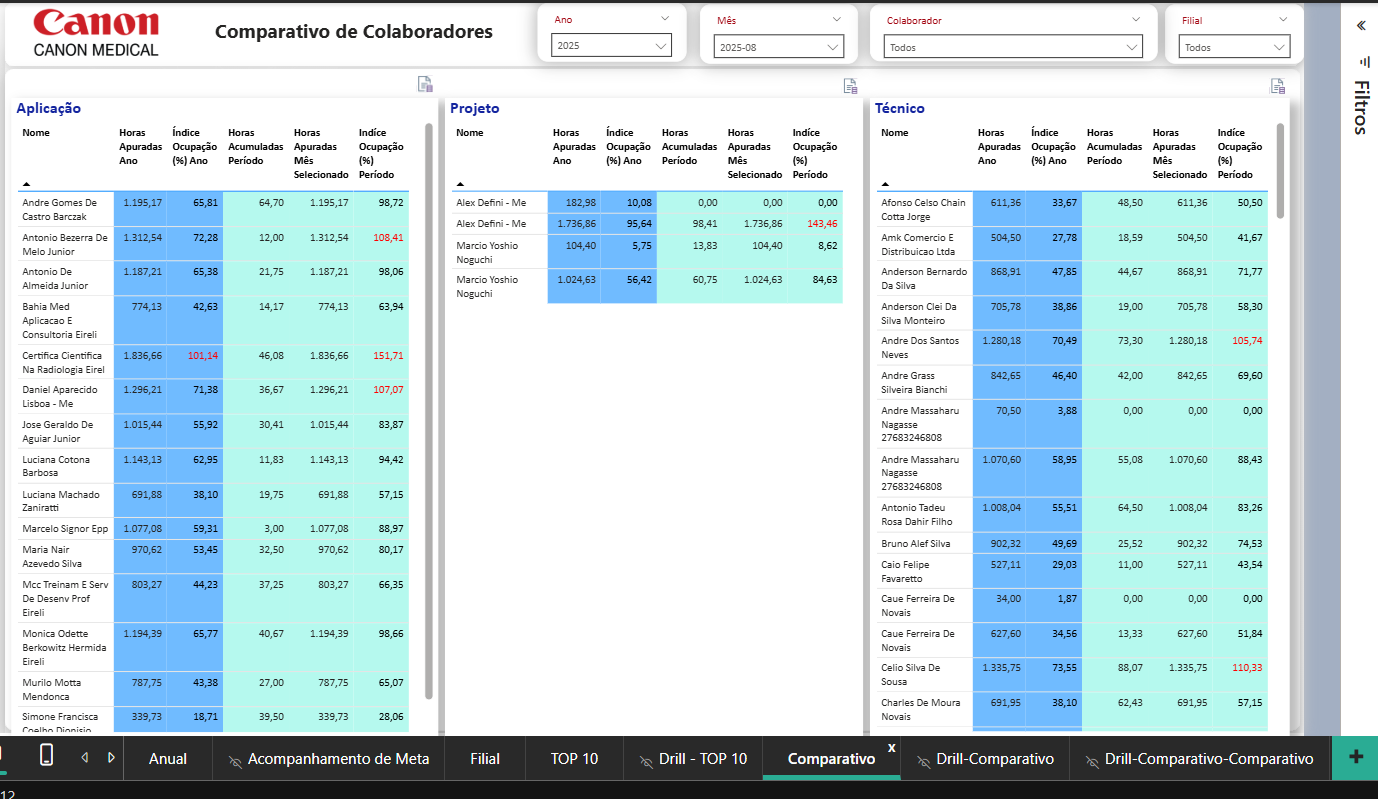 Canon
CANON MEDICAL
Comparativo de Colaboradores
Ano
2025
Mês
2025-08
Colaborador
Todos
Filial
Todos
Filtros
Aplicação
Nome Horas Apuradas Ano Índice Ocupação (%) Ano Horas Acumuladas Período Horas Apuradas Mês Selecionado Indíce Ocupação (%) Período
Andre Gomes De Castro Barczak 1.195,17 65,81 64,70 1.195,17 98,72
Antonio Bezerra De Melo Junior 1.312,54 72,28 12,00 1.312,54 108,41
Antonio De Almeida Junior 1.187,21 65,38 21,75 1.187,21 98,06
Bahia Med Aplicacao E Consultoria Eireli 774,13 42,63 14,17 774,13 63,94
Certifica Cientifica Na Radiologia Eirel 1.836,66 101,14 46,08 1.836,66 151,71
Daniel Aparecido Lisboa - Me 1.296,21 71,38 36,67 1.296,21 107,07
Jose Geraldo De Aguiar Junior 1.015,44 55,92 30,41 1.015,44 83,87
Luciana Cotona Barbosa 1.143,13 62,95 11,83 1.143,13 94,42
Luciana Machado Zaniratti 691,88 38,10 19,75 691,88 57,15
Marcelo Signor Epp 1.077,08 59,31 3,00 1.077,08 88,97
Maria Nair Azevedo Silva 970,62 53,45 32,50 970,62 80,17
Mcc Treinam E Serv De Desenv Prof Eireli 803,27 44,23 37,25 803,27 66,35
Monica Odette Berkowitz Hermida Eireli 1.194,39 65,77 40,67 1.194,39 98,66
Murilo Motta Mendonca 787,75 43,38 27,00 787,75 65,07
Simone Francisca Coelho Dionisio 339,73 18,71 39,50 339,73 28,06
Projeto
Nome Horas Apuradas Ano Índice Ocupação (%) Ano Horas Acumuladas Período Horas Apuradas Mês Selecionado Indíce Ocupação (%) Período
Alex Defini - Me 182,98 10,08 0,00 0,00 0,00
Alex Defini - Me 1.736,86 95,64 98,41 1.736,86 143,46
Marcio Yoshio Noguchi 104,40 5,75 13,83 104,40 8,62
Marcio Yoshio Noguchi 1.024,63 56,42 60,75 1.024,63 84,63
Técnico
Nome Horas Apuradas Ano Índice Ocupação (%) Ano Horas Acumuladas Período Horas Apuradas Mês Selecionado Indíce Ocupação (%) Período
Afonso Celso Chain Cotta Jorge 611,36 33,67 48,50 611,36 50,50
Amk Comercio E Distribuicao Ltda 504,50 27,78 18,59 504,50 41,67
Anderson Bernardo Da Silva 868,91 47,85 44,67 868,91 71,77
Anderson Clei Da Silva Monteiro 705,78 38,86 19,00 705,78 58,30
Andre Dos Santos Neves 1.280,18 70,49 73,30 1.280,18 105,74
Andre Grass Silveira Bianchi 842,65 46,40 42,00 842,65 69,60
Andre Massaharu Nagasse 27683246808 70,50 3,88 0,00 0,00 0,00
Andre Massaharu Nagasse 27683246808 1.070,60 58,95 55,08 1.070,60 88,43
Antonio Tadeu Rosa Dahir Filho 1.008,04 55,51 64,50 1.008,04 83,26
Bruno Alef Silva 902,32 49,69 25,52 902,32 74,53
Caio Felipe Favaretto 527,11 29,03 11,00 527,11 43,54
Caue Ferreira De Novais 34,00 1,87 0,00 0,00 0,00
Caue Ferreira De Novais 627,60 34,56 13,33 627,60 51,84
Celio Silva De Sousa 1.335,75 73,55 88,07 1.335,75 110,33
Charles De Moura Novais 691,95 38,10 62,43 691,95 57,15
Anual
Acompanhamento de Meta
Filial
TOP 10
Drill - TOP 10
Comparativo
x
Drill-Comparativo
Drill-Comparativo-Comparativo
+
12